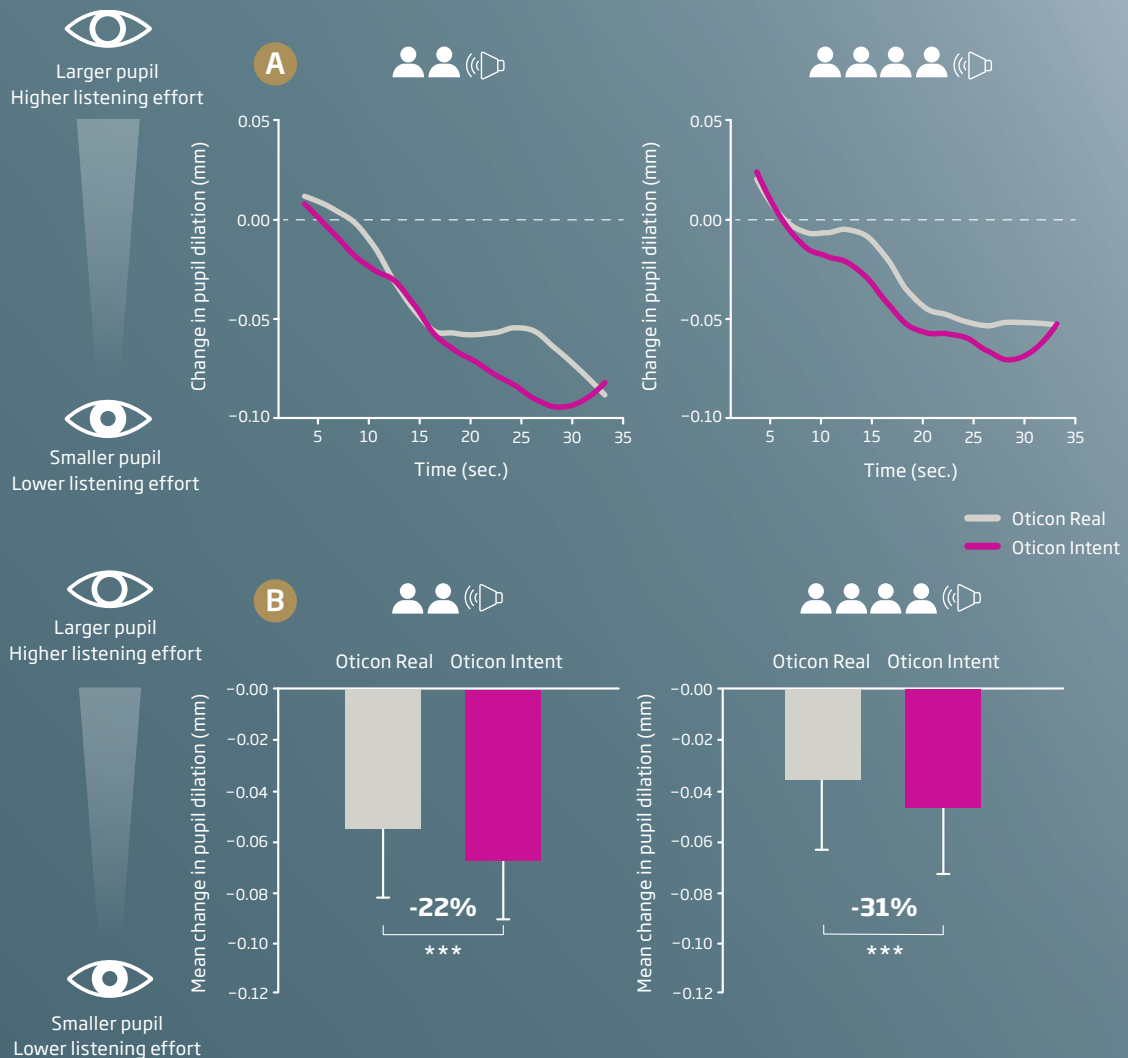 Larger pupil
Higher listening effort
Smaller pupil
Lower listening effort
A
Change in pupil dilation (mm)
0.05
0.00
−0.05
−0.10
5 10 15 20 25 30 35
Time (sec.)
Change in pupil dilation (mm)
0.05
0.00
−0.05
−0.10
5 10 15 20 25 30 35
Time (sec.)
Oticon Real
Oticon Intent
Larger pupil
Higher listening effort
Smaller pupil
Lower listening effort
B
Oticon Real Oticon Intent
Mean change in pupil dilation (mm)
−0.00
−0.02
−0.04
−0.06
−0.08
−0.10
−0.12
-22%
***
Oticon Real Oticon Intent
Mean change in pupil dilation (mm)
−0.00
−0.02
−0.04
−0.06
−0.08
−0.10
−0.12
-31%
***